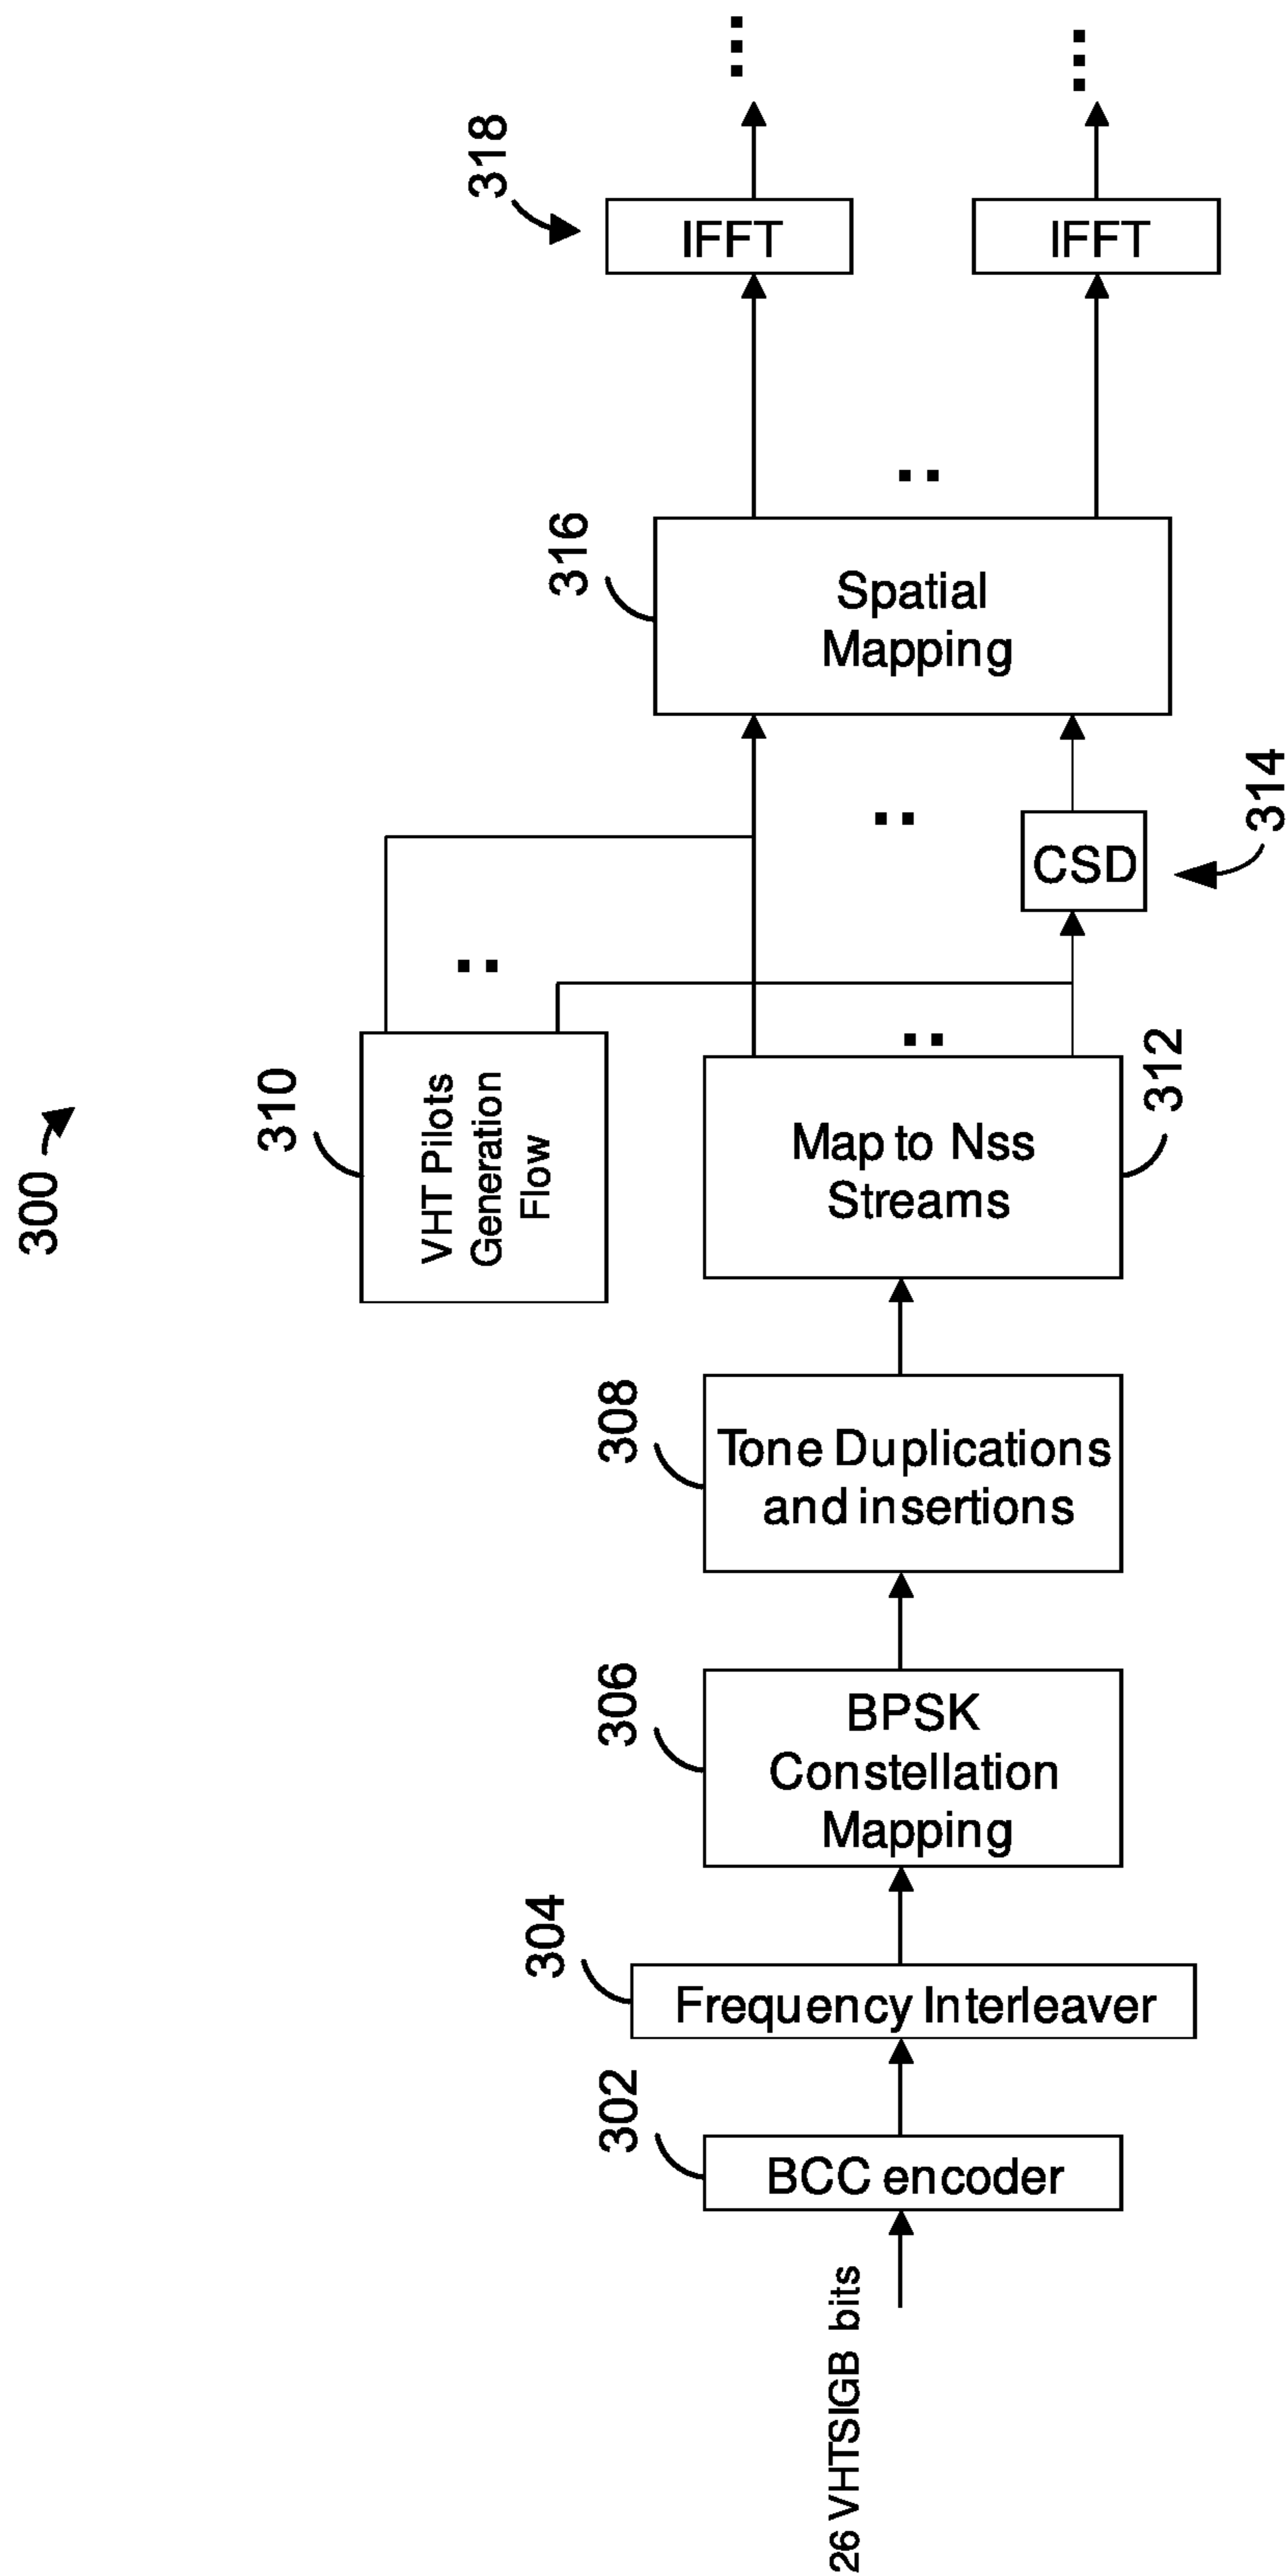 300
26 VHTSIGB bits
302
BCC encoder
304
Frequency Interleaver
306
BPSK
Constellation
Mapping
308
Tone Duplications
and insertions
310
VHT Pilots
Generation
Flow
312
Map to Nss
Streams
314
CSD
316
Spatial
Mapping
318
IFFT
IFFT